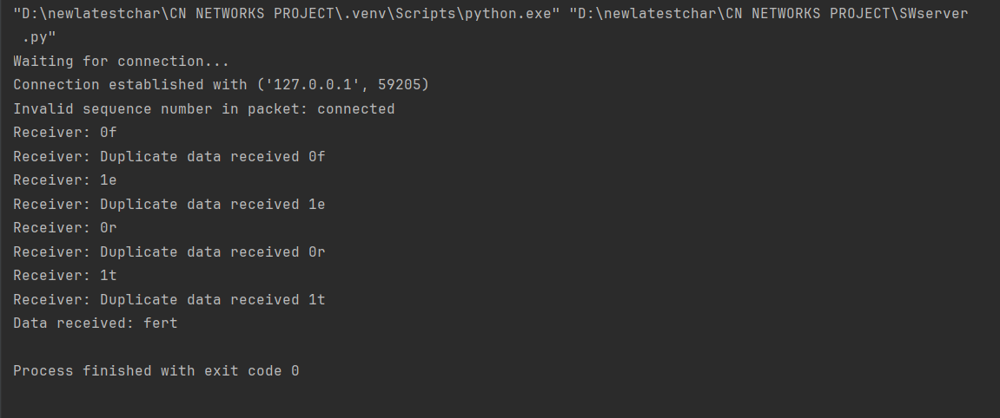 "D:\newlatestchar\CN NETWORKS PROJECT\.venv\Scripts\python.exe" "D:\newlatestchar\CN NETWORKS PROJECT\SWserver
.py"
Waiting for connection...
Connection established with ('127.0.0.1', 59205)
Invalid sequence number in packet: connected
Receiver: 0f
Receiver: Duplicate data received 0f
Receiver: 1e
Receiver: Duplicate data received 1e
Receiver: 0r
Receiver: Duplicate data received 0r
Receiver: 1t
Receiver: Duplicate data received 1t
Data received: fert
Process finished with exit code 0